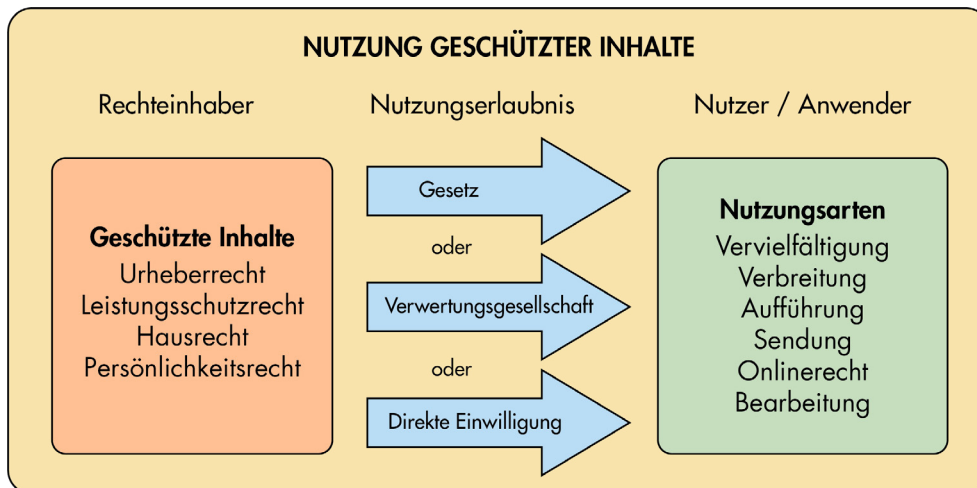 NUTZUNG GESCHÜTZTER INHALTE
Rechteinhaber
Nutzungserlaubnis
Nutzer / Anwender
Geschützte Inhalte
Urheberrecht
Leistungsschutzrecht
Hausrecht
Persönlichkeitsrecht
Gesetz
oder
Verwertungsgesellschaft
oder
Direkte Einwilligung
Nutzungsarten
Vervielfältigung
Verbreitung
Aufführung
Sendung
Onlinerecht
Bearbeitung